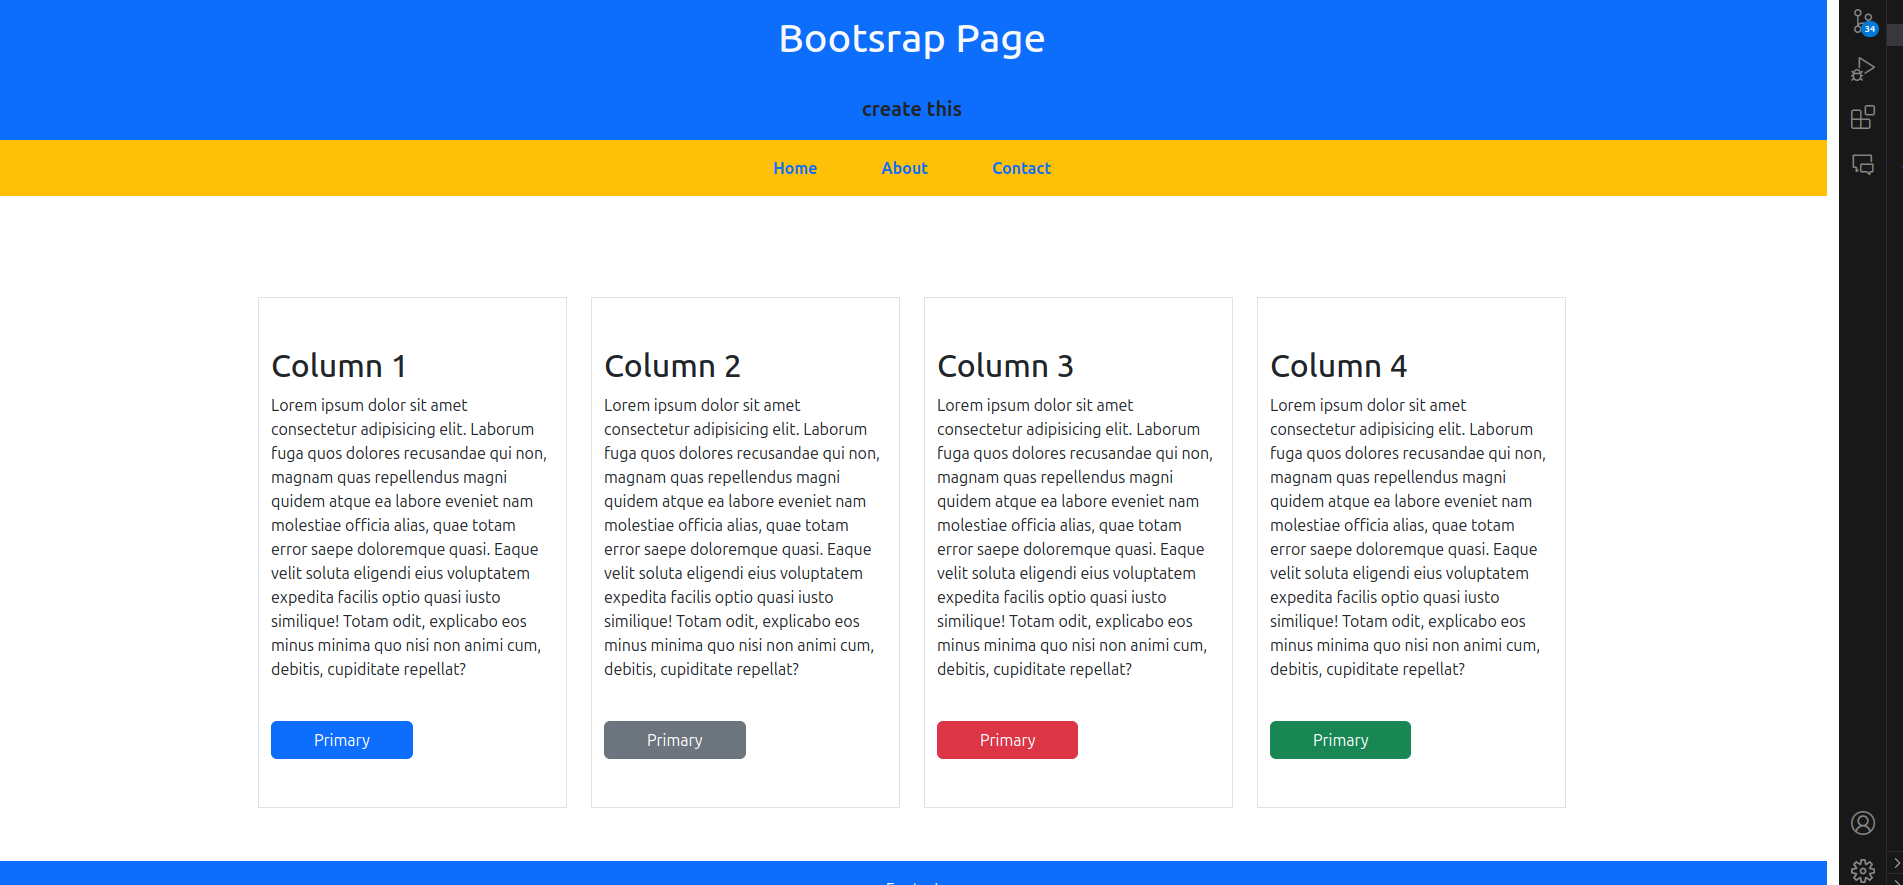 Bootsrap Page
34
create this
Home About Contact
Column 1
Lorem ipsum dolor sit amet
consectetur adipisicing elit. Laborum
fuga quos dolores recusandae qui non,
magnam quas repellendus magni
quidem atque ea labore eveniet nam
molestiae officia alias, quae totam
error saepe doloremque quasi. Eaque
velit soluta eligendi eius voluptatem
expedita facilis optio quasi iusto
similique! Totam odit, explicabo eos
minus minima quo nisi non animi cum,
debitis, cupiditate repellat?
Primary
Column 2
Lorem ipsum dolor sit amet
consectetur adipisicing elit. Laborum
fuga quos dolores recusandae qui non,
magnam quas repellendus magni
quidem atque ea labore eveniet nam
molestiae officia alias, quae totam
error saepe doloremque quasi. Eaque
velit soluta eligendi eius voluptatem
expedita facilis optio quasi iusto
similique! Totam odit, explicabo eos
minus minima quo nisi non animi cum,
debitis, cupiditate repellat?
Primary
Column 3
Lorem ipsum dolor sit amet
consectetur adipisicing elit. Laborum
fuga quos dolores recusandae qui non,
magnam quas repellendus magni
quidem atque ea labore eveniet nam
molestiae officia alias, quae totam
error saepe doloremque quasi. Eaque
velit soluta eligendi eius voluptatem
expedita facilis optio quasi iusto
similique! Totam odit, explicabo eos
minus minima quo nisi non animi cum,
debitis, cupiditate repellat?
Primary
Column 4
Lorem ipsum dolor sit amet
consectetur adipisicing elit. Laborum
fuga quos dolores recusandae qui non,
magnam quas repellendus magni
quidem atque ea labore eveniet nam
molestiae officia alias, quae totam
error saepe doloremque quasi. Eaque
velit soluta eligendi eius voluptatem
expedita facilis optio quasi iusto
similique! Totam odit, explicabo eos
minus minima quo nisi non animi cum,
debitis, cupiditate repellat?
Primary